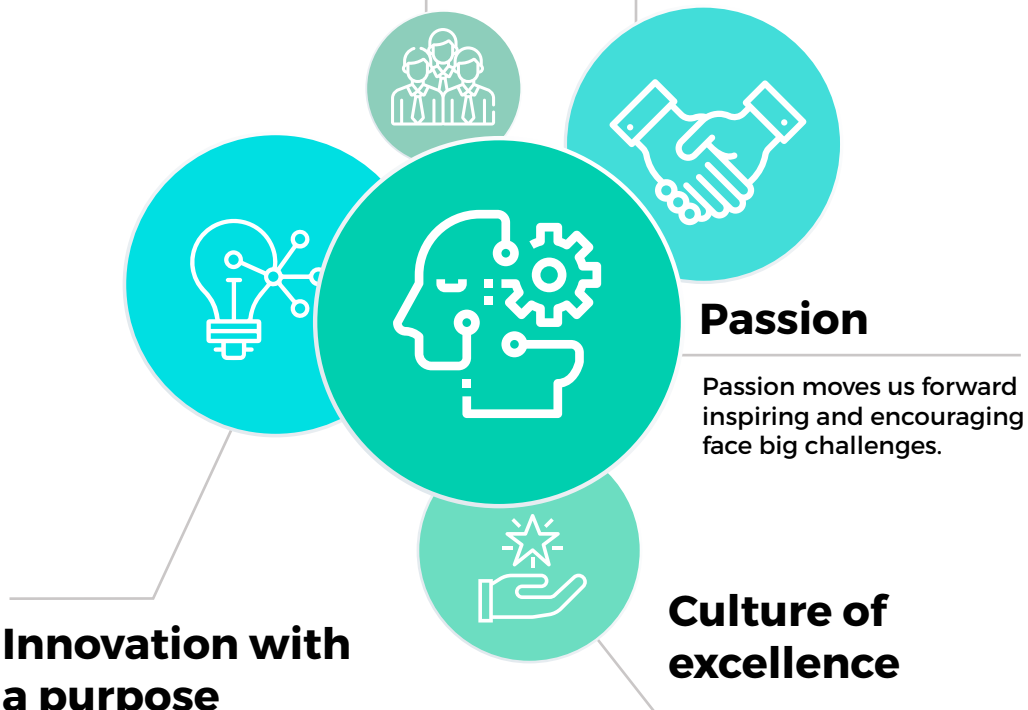 Passion
Passion moves us forward
inspiring and encouraging
face big challenges.
Culture of
excellence
Innovation with
a purpose